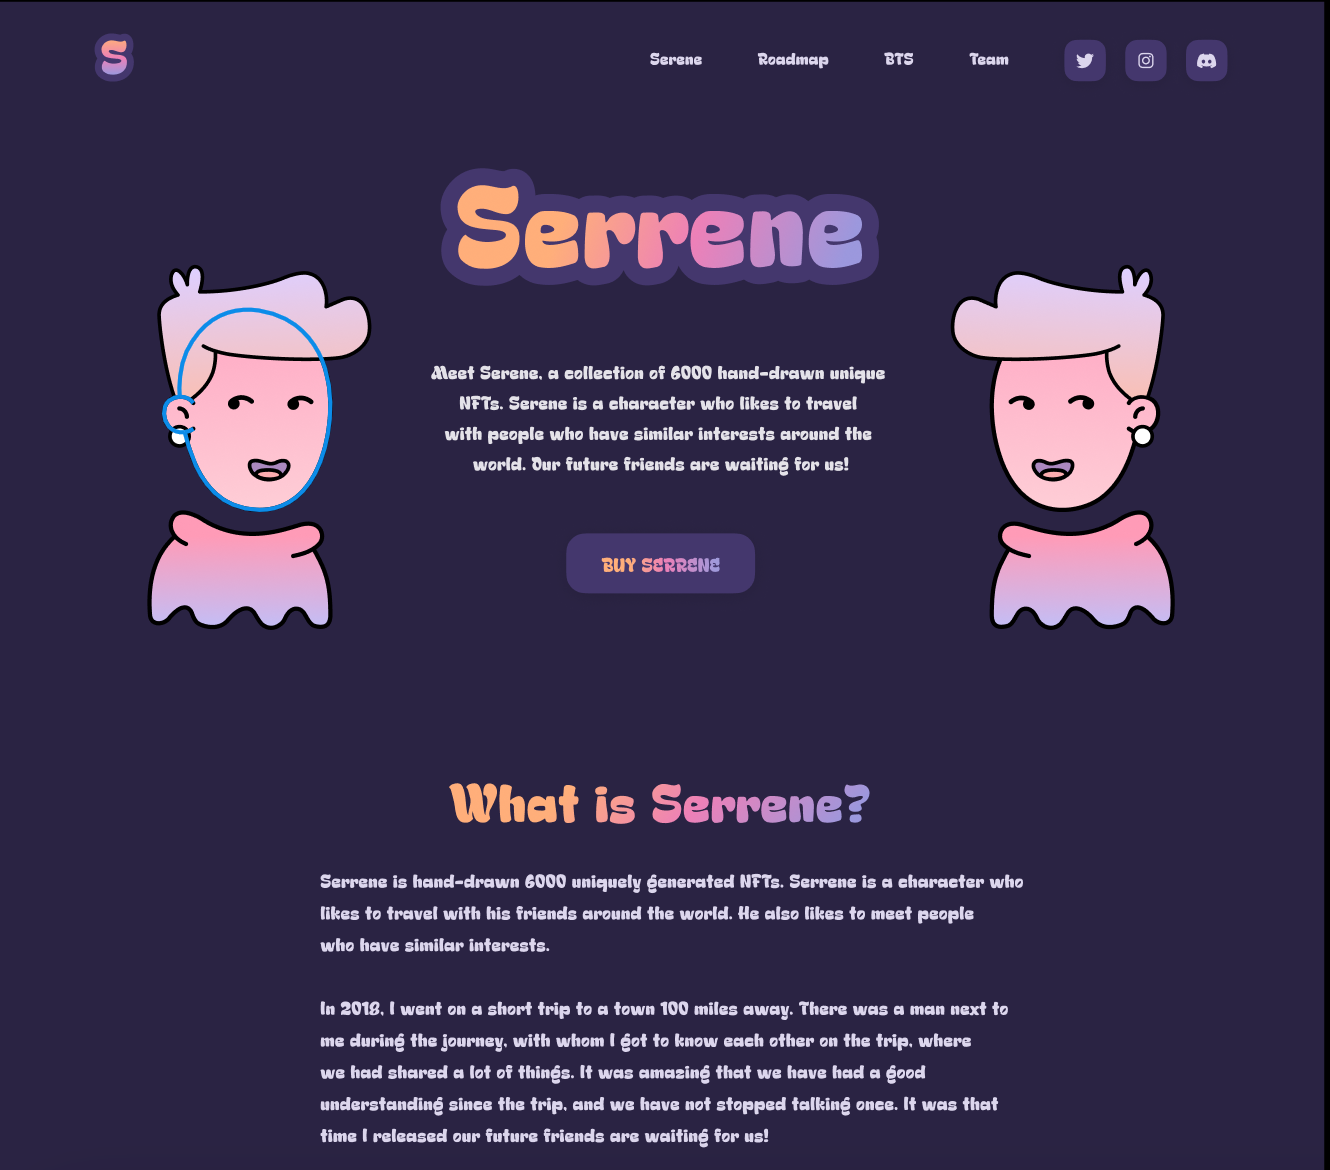 S
Serene
Roadmap
BTS
Team
Serrene
Meet Serene, a collection of 6000 hand-drawn unique
NFTs. Serene is a character who likes to travel
with people who have similar interests around the
world. Our future friends are waiting for us!
BUY SERRENE
What is Serrene?
Serrene is hand-drawn 6000 uniquely generated NFTs. Serrene is a character who
likes to travel with his friends around the world. He also likes to meet people
who have similar interests.
In 2018, I went on a short trip to a town 100 miles away. There was a man next to
me during the journey, with whom I got to know each other on the trip, where
we had shared a lot of things. It was amazing that we have had a good
understanding since the trip, and we have not stopped talking once. It was that
time I released our future friends are waiting for us!